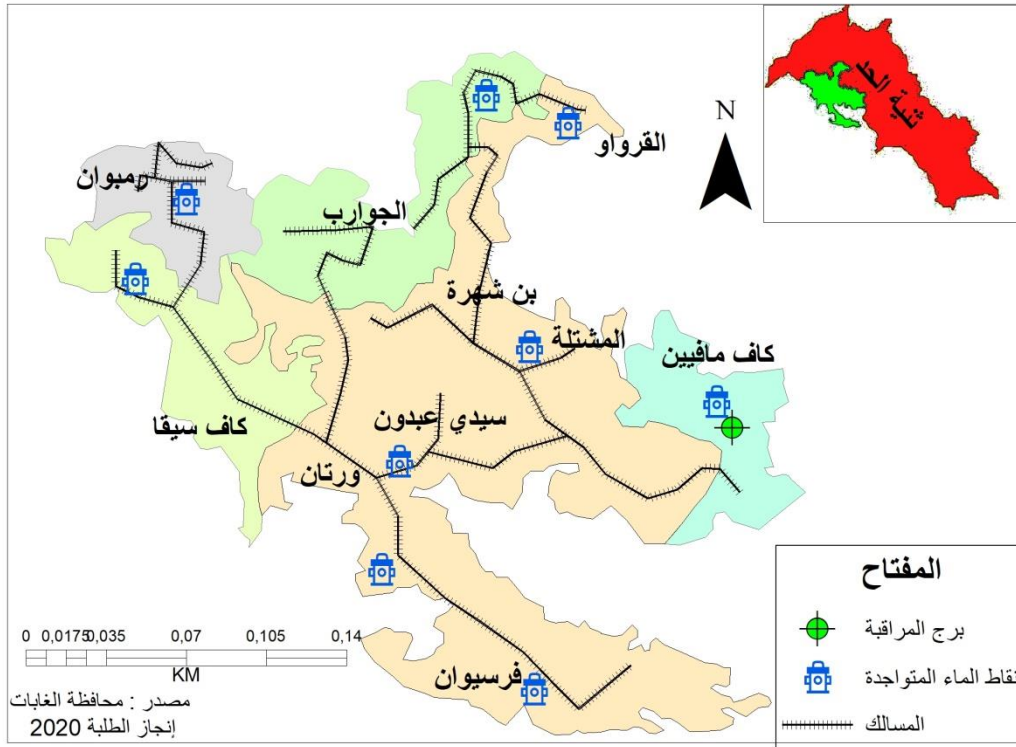 ثنية الحد
N
القرواو
رمبوان
الجوارب
بن شهرة
المشتلة
كاف مافيين
سيدي عبدون
كاف سيقا
ورتان
فرسيوان
المفتاح
برج المراقبة
نقاط الماء المتواجدة
المسالك
0 0,0175 0,035 0,07 0,105 0,14
KM
مصدر : محافظة الغابات
إنجاز الطلبة 2020